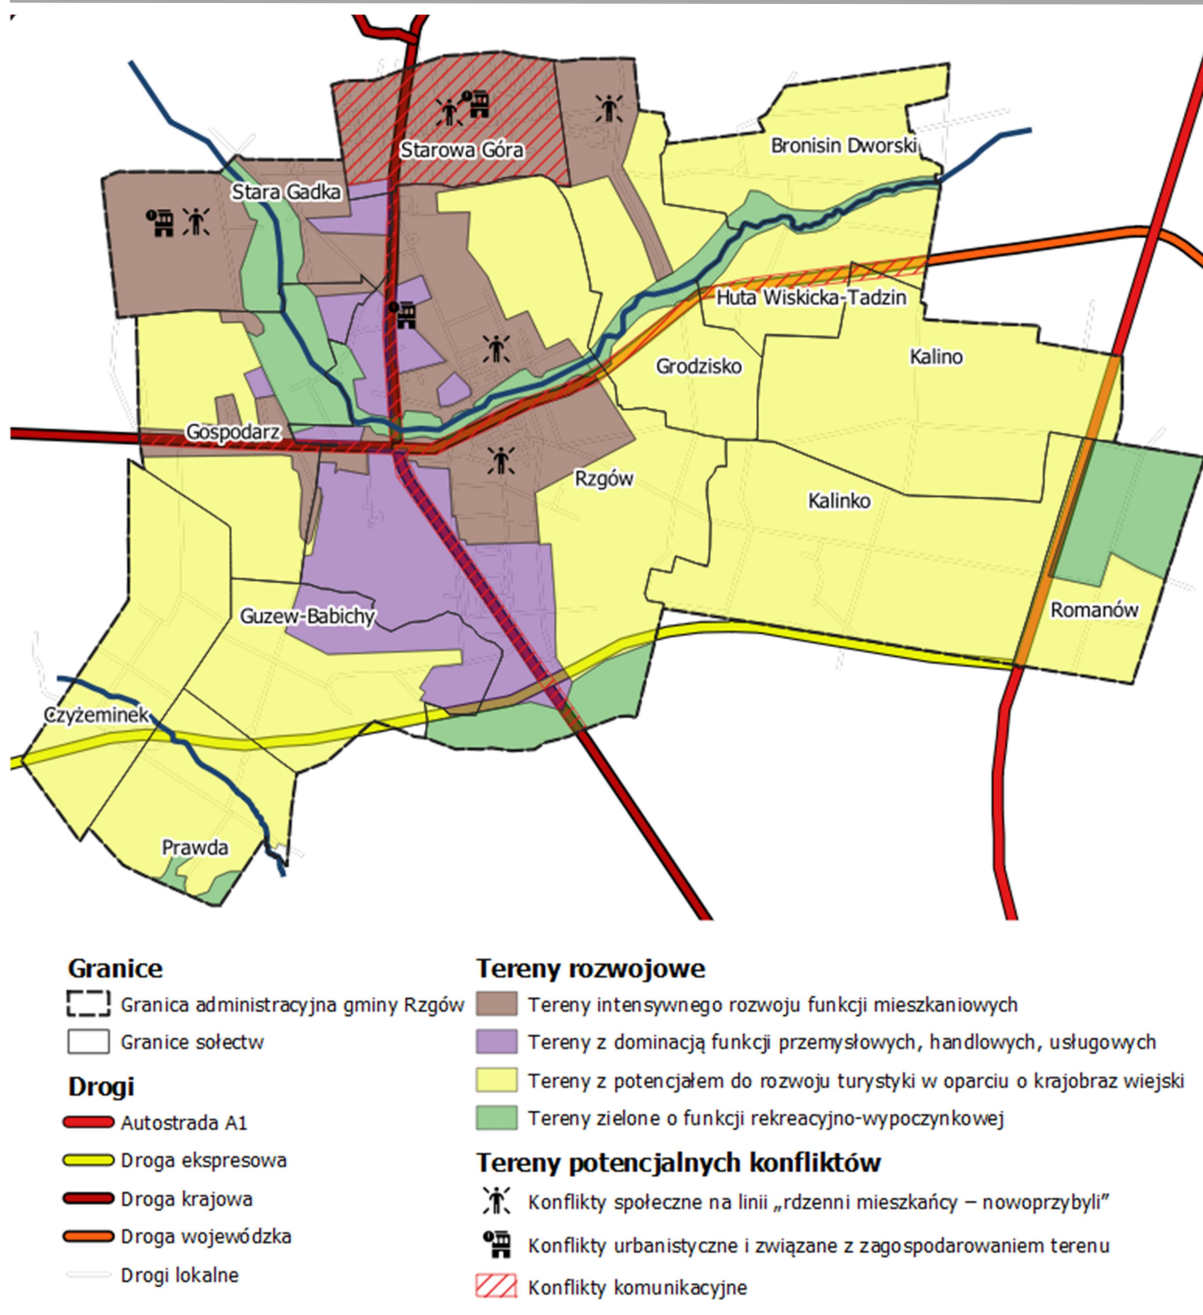 Starowa Góra
Bronisin Dworski
Stara Gadka
Huta Wiskicka-Tadzin
Kalino
Grodzisko
Gospodarz
Rzgów
Kalinko
Romanów
Guzew-Babichy
Czyżeminek
Prawda
Granice
Granica administracyjna gminy Rzgów
Granice sołectw
Drogi
Autostrada A1
Droga ekspresowa
Droga krajowa
Droga wojewódzka
Drogi lokalne
Tereny rozwojowe
Tereny intensywnego rozwoju funkcji mieszkaniowych
Tereny z dominacją funkcji przemysłowych, handlowych, usługowych
Tereny z potencjałem do rozwoju turystyki w oparciu o krajobraz wiejski
Tereny zielone o funkcji rekreacyjno-wypoczynkowej
Tereny potencjalnych konfliktów
Konflikty społeczne na linii „rdzenni mieszkańcy – nowoprzybyli”
Konflikty urbanistyczne i związane z zagospodarowaniem terenu
Konflikty komunikacyjne